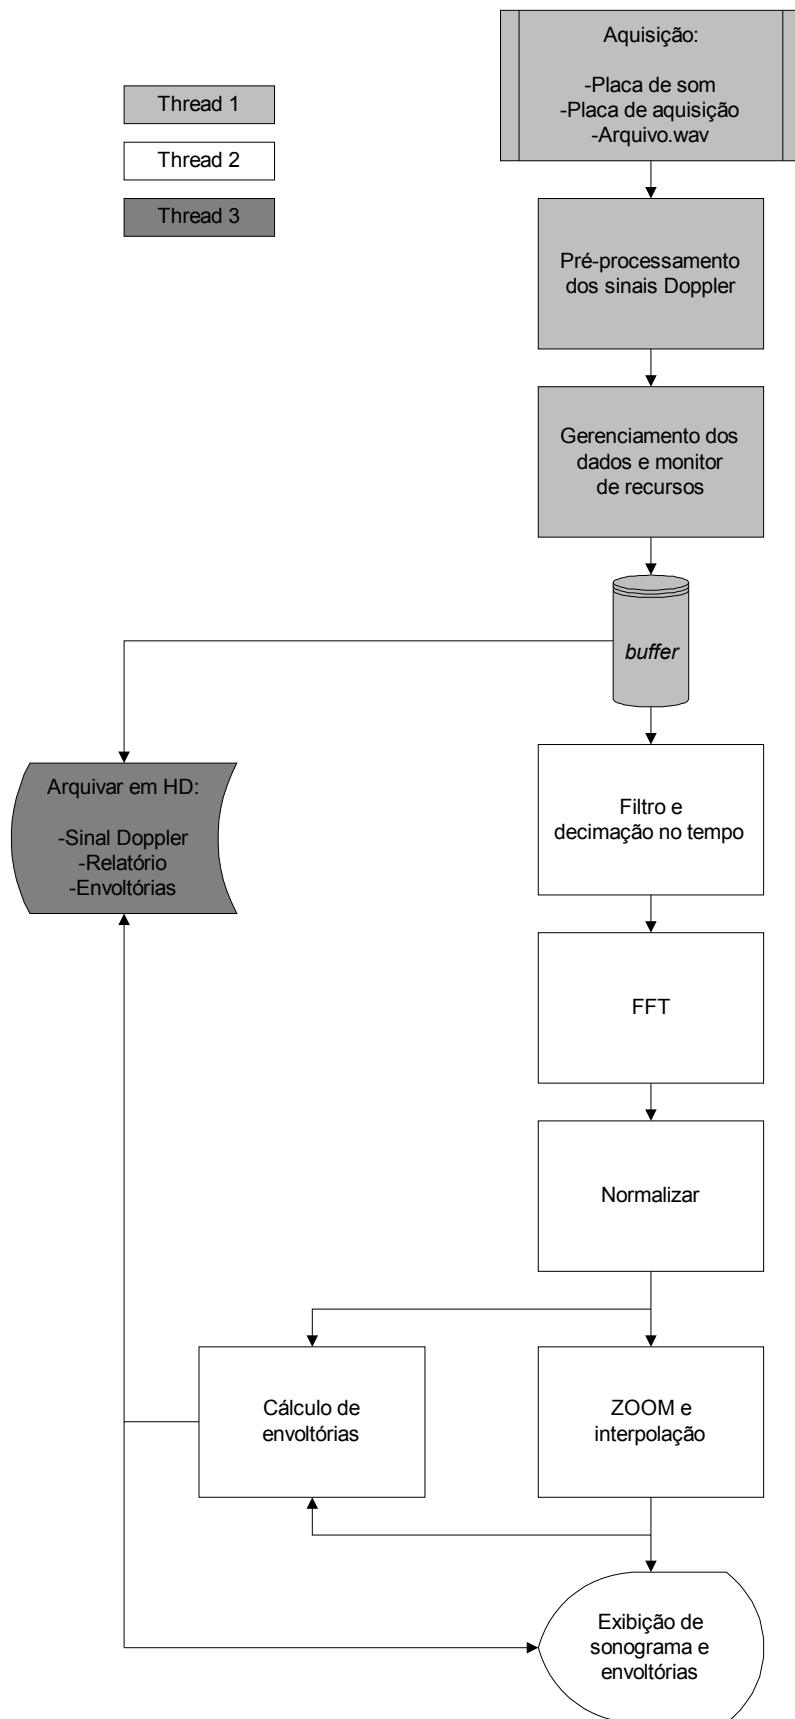 Aquisição:
-Placa de som
-Placa de aquisição
-Arquivo.wav
Thread 1
Thread 2
Thread 3
Pré-processamento
dos sinais Doppler
Gerenciamento dos
dados e monitor
de recursos
buffer
Arquivar em HD:
-Sinal Doppler
-Relatório
-Envoltórias
Filtro e
decimação no tempo
FFT
Normalizar
Cálculo de
envoltórias
ZOOM e
interpolação
Exibição de
sonograma e
envoltórias